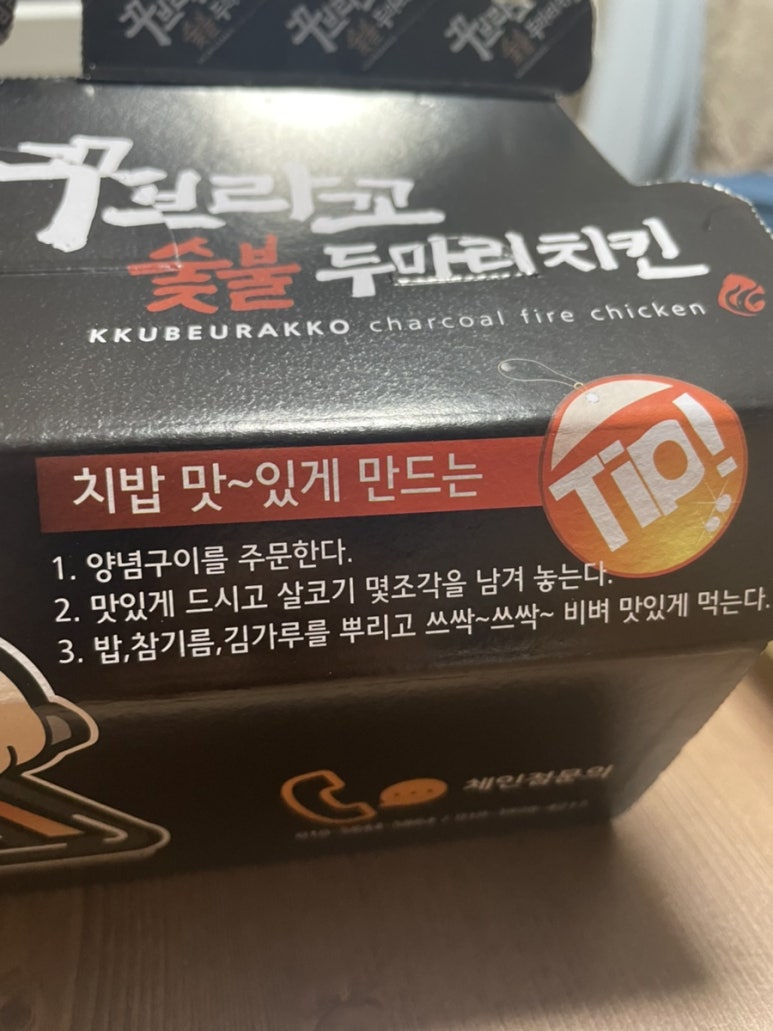 꾸브라꼬
숯불 두마리치킨
KKUBEURAKKO charcoal fire chicken
치밥 맛~있게 만드는
Tip!
1. 양념구이를 주문한다.
2. 맛있게 드시고 살코기 몇조각을 남겨 놓는다.
3. 밥,참기름,김가루를 뿌리고 쓰싹~쓰싹~ 비벼 맛있게 먹는다.
체인점문의